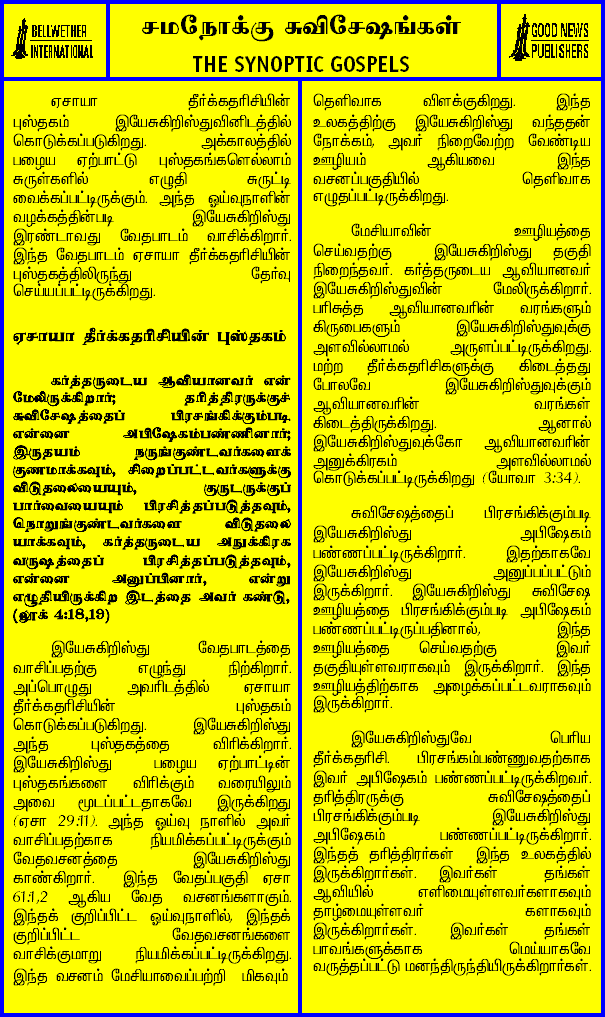 BELLWETHER
INTERNATIONAL
சமநோக்கு சுவிசேஷங்கள்
THE SYNOPTIC GOSPELS
GOOD NEWS
PUBLISHERS
ஏசாயா தீர்க்கதரிசியின்
புஸ்தகம் இயேசுகிறிஸ்துவினிடத்தில்
கொடுக்கப்படுகிறது. அக்காலத்தில்
பழைய ஏற்பாட்டு புஸ்தகங்களெல்லாம்
சுருள்களில் எழுதி சுருட்டி
வைக்கப்பட்டிருக்கும். அந்த ஓய்வுநாளின்
வழக்கத்தின்படி இயேசுகிறிஸ்து
இரண்டாவது வேதபாடம் வாசிக்கிறார்.
இந்த வேதபாடம் ஏசாயா தீர்க்கதரிசியின்
புஸ்தகத்திலிருந்து தேர்வு
செய்யப்பட்டிருக்கிறது.
ஏசாயா தீர்க்கதரிசியின் புஸ்தகம்
கர்த்தருடைய ஆவியானவர் என்
மேலிருக்கிறார்; தரித்திரருக்குச்
சுவிசேஷத்தைப் பிரசங்கிக்கும்படி
என்னை அபிஷேகம்பண்ணினார்;
இருதயம் நருங்குண்டவர்களைக்
குணமாக்கவும், சிறைப்பட்டவர்களுக்கு
விடுதலையையும், குருடருக்குப்
பார்வையையும் பிரசித்தப்படுத்தவும்,
நொறுங்குண்டவர்களை விடுதலை
யாக்கவும், கர்த்தருடைய அநுக்கிரக
வருஷத்தைப் பிரசித்தப்படுத்தவும்,
என்னை அனுப்பினார், என்று
எழுதியிருக்கிற இடத்தை அவர் கண்டு,
(லூக் 4:18,19)
இயேசுகிறிஸ்து வேதபாடத்தை
வாசிப்பதற்கு எழுந்து நிற்கிறார்.
அப்பொழுது அவரிடத்தில் ஏசாயா
தீர்க்கதரிசியின் புஸ்தகம்
கொடுக்கப்படுகிறது. இயேசுகிறிஸ்து
அந்த புஸ்தகத்தை விரிக்கிறார்.
இயேசுகிறிஸ்து பழைய ஏற்பாட்டின்
புஸ்தகங்களை விரிக்கும் வரையிலும்
அவை மூடப்பட்டதாகவே இருக்கிறது
(ஏசா 29:11). அந்த ஓய்வு நாளில் அவர்
வாசிப்பதற்காக நியமிக்கப்பட்டிருக்கும்
வேதவசனத்தை இயேசுகிறிஸ்து
காண்கிறார். இந்த வேதப்பகுதி ஏசா
61:1,2 ஆகிய வேத வசனங்களாகும்.
இந்தக் குறிப்பிட்ட ஓய்வுநாளில், இந்தக்
குறிப்பிட்ட வேதவசனங்களை
வாசிக்குமாறு நியமிக்கப்பட்டிருக்கிறது.
இந்த வசனம் மேசியாவைப்பற்றி மிகவும்
தெளிவாக விளக்குகிறது. இந்த
உலகத்திற்கு இயேசுகிறிஸ்து வந்ததன்
நோக்கம், அவர் நிறைவேற்ற வேண்டிய
ஊழியம் ஆகியவை இந்த
வசனப்பகுதியில் தெளிவாக
எழுதப்பட்டிருக்கிறது.
மேசியாவின் ஊழியத்தை
செய்வதற்கு இயேசுகிறிஸ்து தகுதி
நிறைந்தவர். கர்த்தருடைய ஆவியானவர்
இயேசுகிறிஸ்துவின் மேலிருக்கிறார்.
பரிசுத்த ஆவியானவரின் வரங்களும்
கிருபைகளும் இயேசுகிறிஸ்துவுக்கு
அளவில்லாமல் அருளப்பட்டிருக்கிறது.
மற்ற தீர்க்கதரிசிகளுக்கு கிடைத்தது
போலவே இயேசுகிறிஸ்துவுக்கும்
ஆவியானவரின் வரங்கள்
கிடைத்திருக்கிறது. ஆனால்
இயேசுகிறிஸ்துவுக்கோ ஆவியானவரின்
அனுக்கிரகம் அளவில்லாமல்
கொடுக்கப்பட்டிருக்கிறது (யோவா 3:34).
சுவிசேஷத்தைப் பிரசங்கிக்கும்படி
இயேசுகிறிஸ்து அபிஷேகம்
பண்ணப்பட்டிருக்கிறார். இதற்காகவே
இயேசுகிறிஸ்து அனுப்பப்பட்டும்
இருக்கிறார். இயேசுகிறிஸ்து சுவிசேஷ
ஊழியத்தை பிரசங்கிக்கும்படி அபிஷேகம்
பண்ணப்பட்டிருப்பதினால், இந்த
ஊழியத்தை செய்வதற்கு இவர்
தகுதியுள்ளவராகவும் இருக்கிறார். இந்த
ஊழியத்திற்காக அழைக்கப்பட்டவராகவும்
இருக்கிறார்.
இயேசுகிறிஸ்துவே பெரிய
தீர்க்கதரிசி. பிரசங்கம்பண்ணுவதற்காக
இவர் அபிஷேகம் பண்ணப்பட்டிருக்கிறவர்.
தரித்திரருக்கு சுவிசேஷத்தைப்
பிரசங்கிக்கும்படி இயேசுகிறிஸ்து
அபிஷேகம் பண்ணப்பட்டிருக்கிறார்.
இந்தத் தரித்திரர்கள் இந்த உலகத்தில்
இருக்கிறார்கள். இவர்கள் தங்கள்
ஆவியில் எளிமையுள்ளவர்களாகவும்
தாழ்மையுள்ளவர் களாகவும்
இருக்கிறார்கள். இவர்கள் தங்கள்
பாவங்களுக்காக மெய்யாகவே
வருத்தப்பட்டு மனந்திருந்தியிருக்கிறார்கள்.